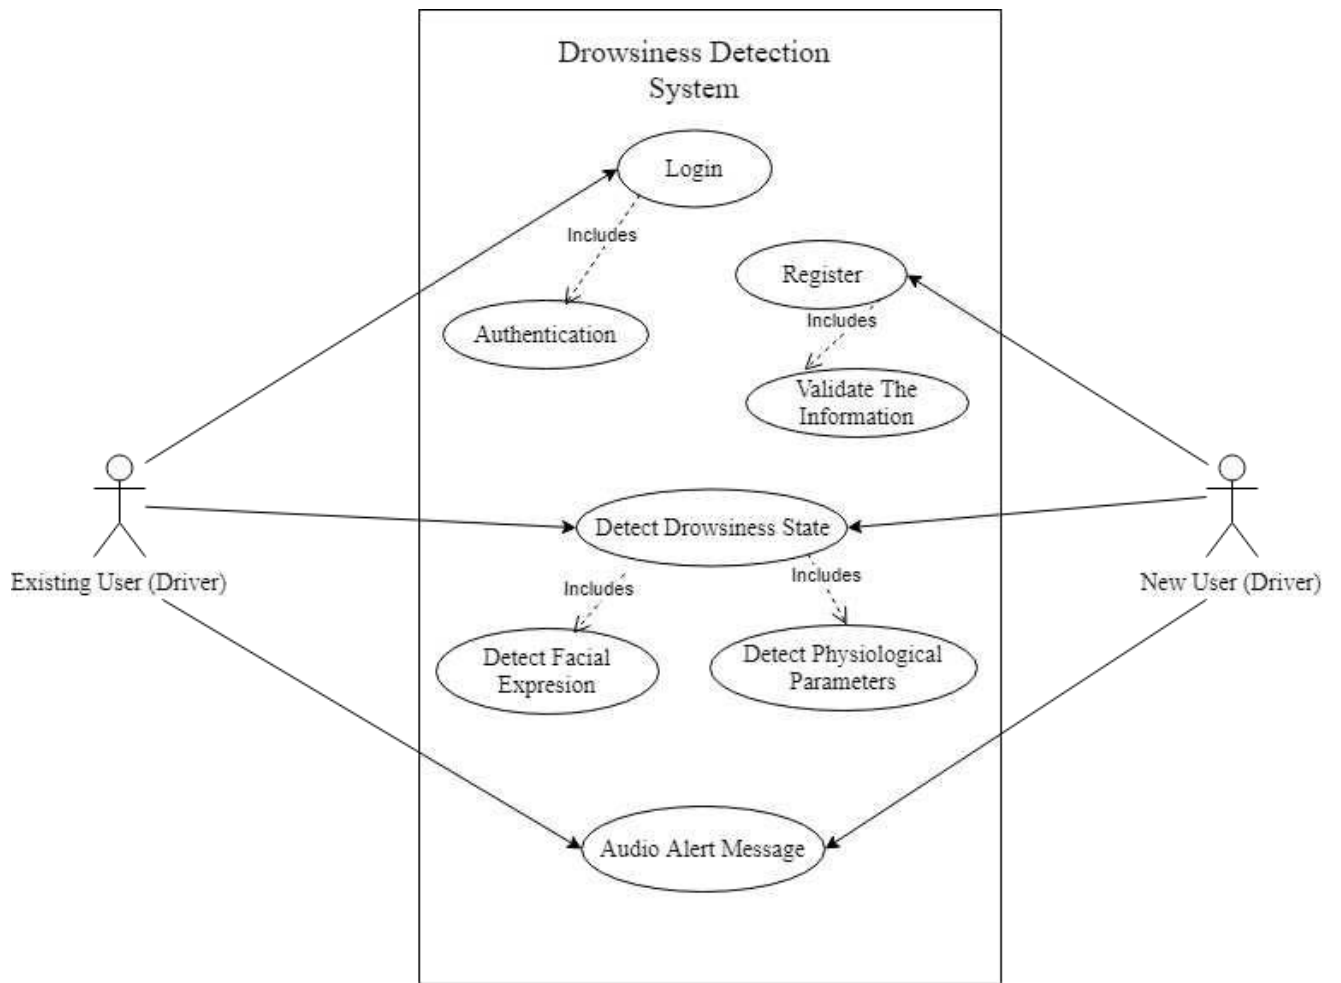 Drowsiness Detection
System
Login
Includes
Register
Includes
Authentication
Validate The
Information
Detect Drowsiness State
Existing User (Driver)
New User (Driver)
Includes
Includes
Detect Facial
Expresion
Detect Physiological
Parameters
Audio Alert Message